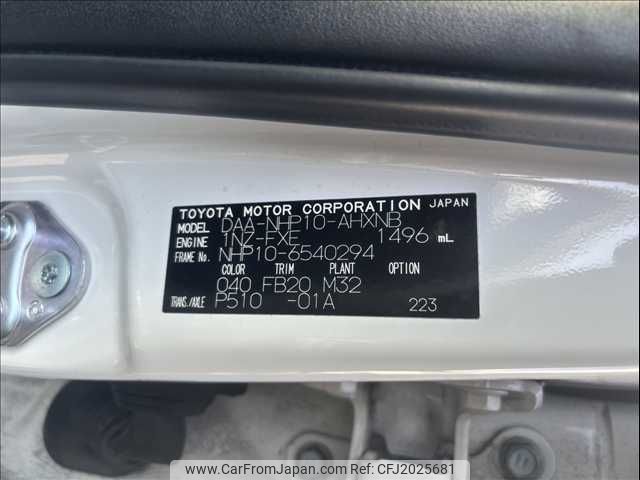 TOYOTA MOTOR CORPORATION JAPAN
MODEL DAA-NHP10-AHXNB
ENGINE 1NZ-FXE 1496 mL
FRAME No. NHP10-6540294
COLOR TRIM PLANT OPTION
040 FB20 M32
TRANS./AXLE P510 -01A 223
www.CarFromJapan.com | Ref. No: CFJ2025681